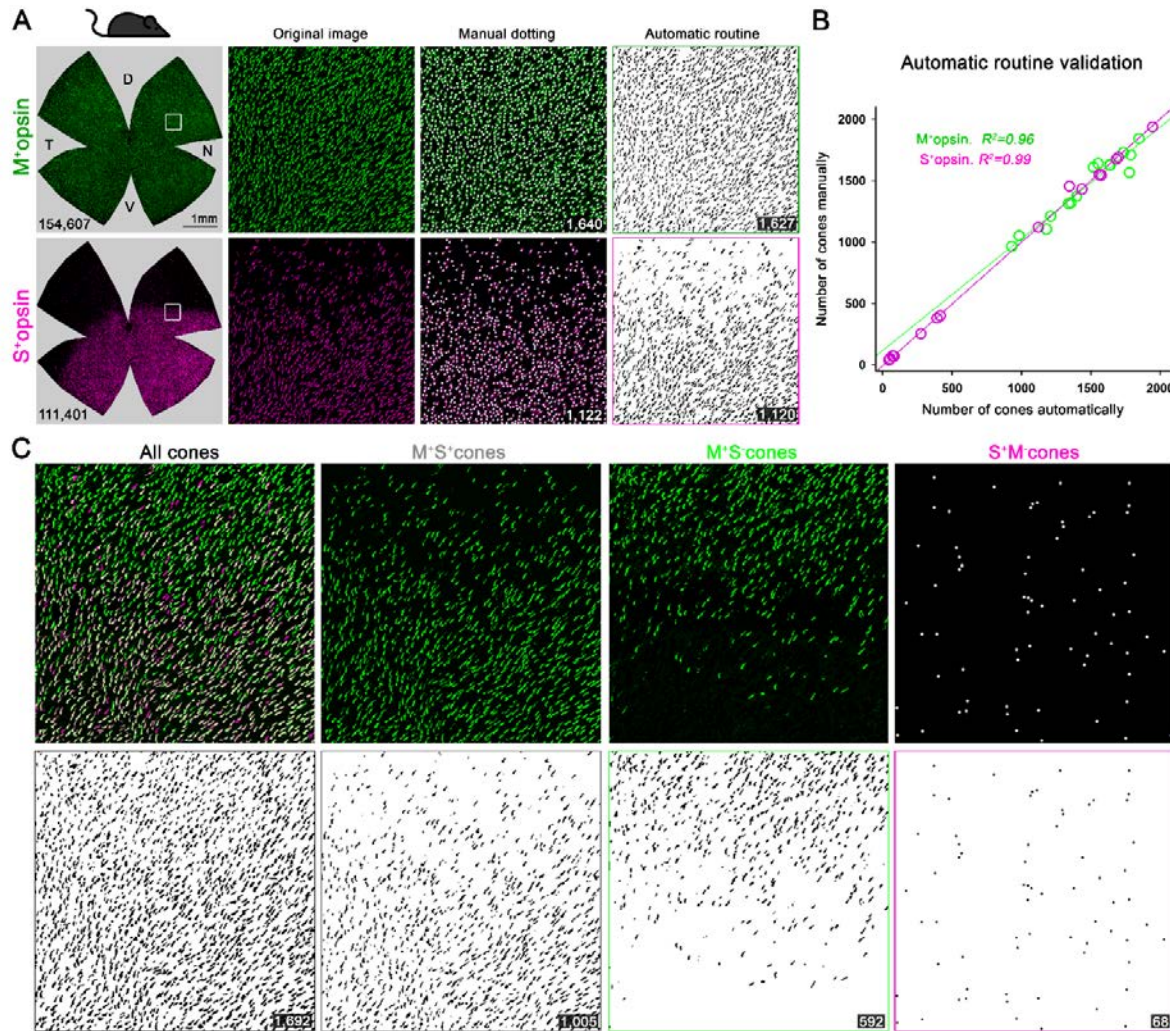 A
Original image
Manual dotting
Automatic routine
M⁺opsin
D
T
N
V
1mm
154,607
1,640
1,627
S⁺opsin
111,401
1,122
1,120
B
Automatic routine validation
M⁺opsin. R²=0.96
S⁺opsin. R²=0.99
Number of cones manually
2000
1500
1000
500
0
0 500 1000 1500 2000
Number of cones automatically
C
All cones
M⁺S⁺cones
M⁺S⁻cones
S⁺M⁻cones
1,692
1,005
592
68